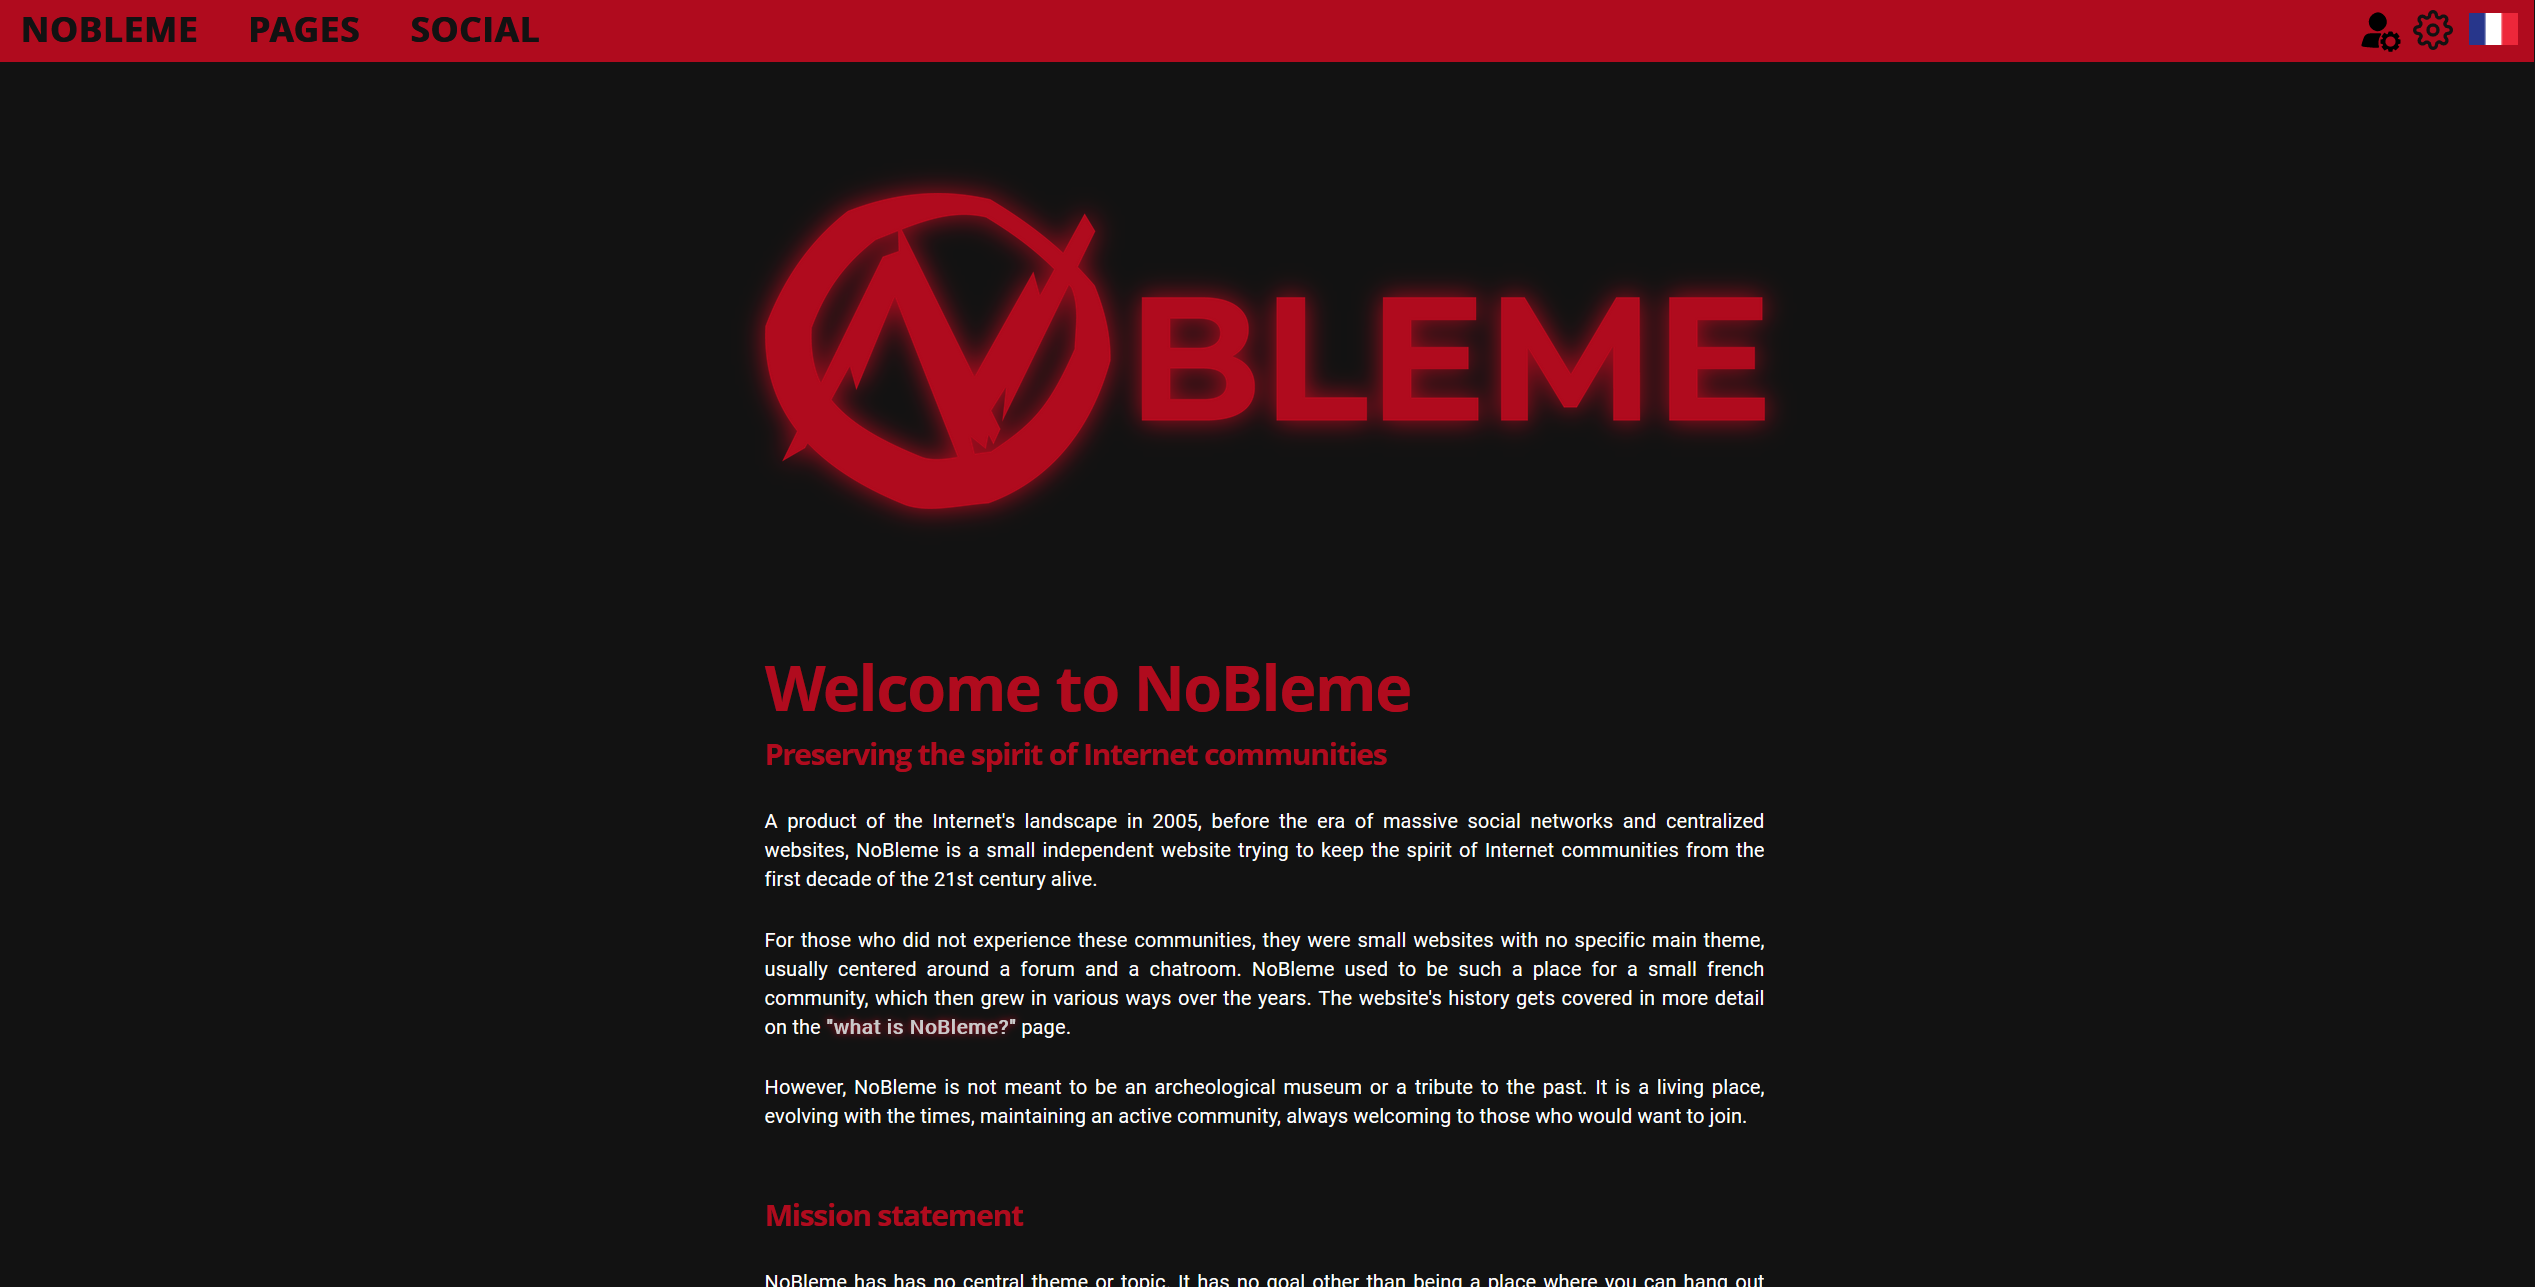 NOBLEME PAGES SOCIAL
NBLEME
Welcome to NoBleme
Preserving the spirit of Internet communities
A product of the Internet's landscape in 2005, before the era of massive social networks and centralized
websites, NoBleme is a small independent website trying to keep the spirit of Internet communities from the
first decade of the 21st century alive.
For those who did not experience these communities, they were small websites with no specific main theme,
usually centered around a forum and a chatroom. NoBleme used to be such a place for a small french
community, which then grew in various ways over the years. The website's history gets covered in more detail
on the "what is NoBleme?" page.
However, NoBleme is not meant to be an archeological museum or a tribute to the past. It is a living place,
evolving with the times, maintaining an active community, always welcoming to those who would want to join.
Mission statement
NoBleme has has no central theme or topic. It has no goal other than being a place where you can hang out